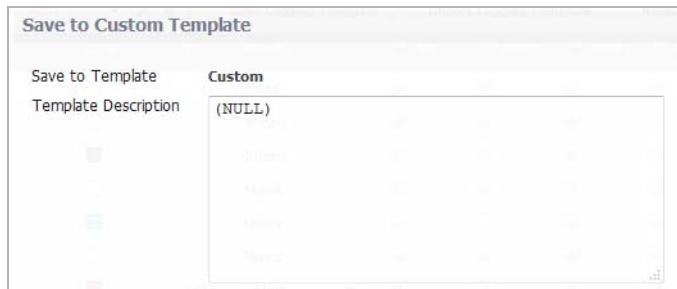 Save to Custom Template
Save to Template Custom
Template Description (NULL)